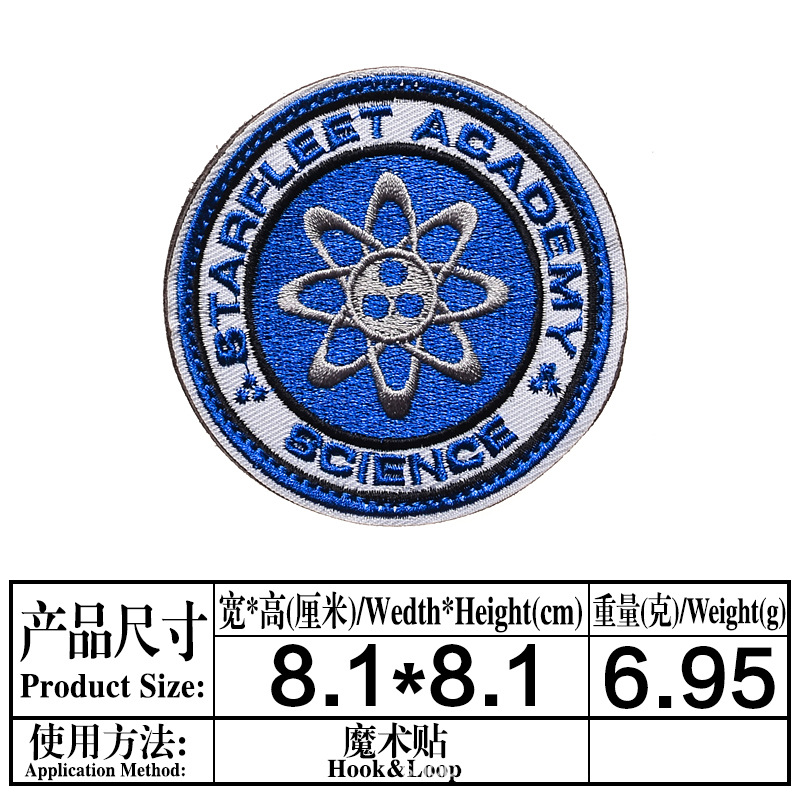 STARFLEET ACADEMY
SCIENCE
产品尺寸
Product Size:
宽*高(厘米)/Wedth*Height(cm)
重量(克)/Weight(g)
8.1*8.1
6.95
使用方法:
Application Method:
魔术贴
Hook&Loop